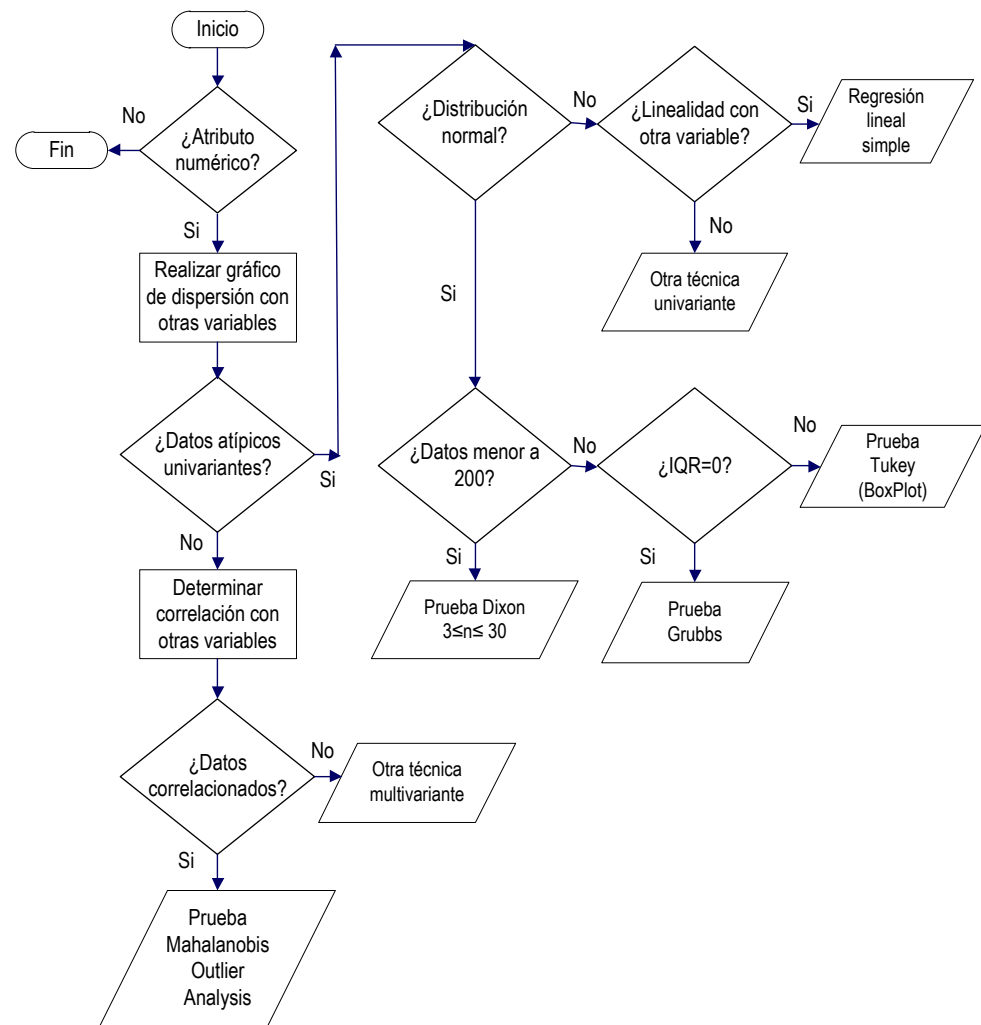 Inicio
¿Atributo
numérico?
No
Fin
Si
Realizar gráfico
de dispersión con
otras variables
¿Datos atípicos
univariantes?
Si
No
Determinar
correlación con
otras variables
¿Datos
correlacionados?
No
Otra técnica
multivariante
Si
Prueba
Mahalanobis
Outlier
Analysis
¿Distribución
normal?
No
¿Linealidad con
otra variable?
Si
Regresión
lineal
simple
No
Otra técnica
univariante
Si
¿Datos menor a
200?
No
¿IQR=0?
No
Prueba
Tukey
(BoxPlot)
Si
Prueba Dixon
3≤n≤ 30
Si
Prueba
Grubbs